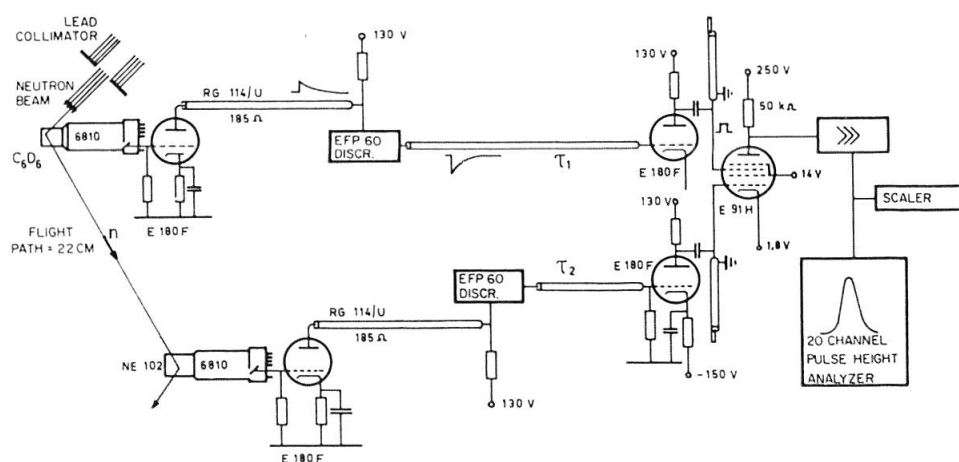 LEAD
COLLIMATOR
NEUTRON
BEAM
6810
C₆D₆
E 180 F
RG 114/U
185 Ω
130 V
EFP 60
DISCR.
τ₁
130 V
E 180 F
250 V
50 kΩ
14 V
E 91 H
1,8 V
SCALER
FLIGHT
PATH = 22 CM
n
NE 102
6810
E 180 F
RG 114/U
185 Ω
EFP 60
DISCR.
130 V
τ₂
130 V
E 180 F
-150 V
20 CHANNEL
PULSE HEIGHT
ANALYZER